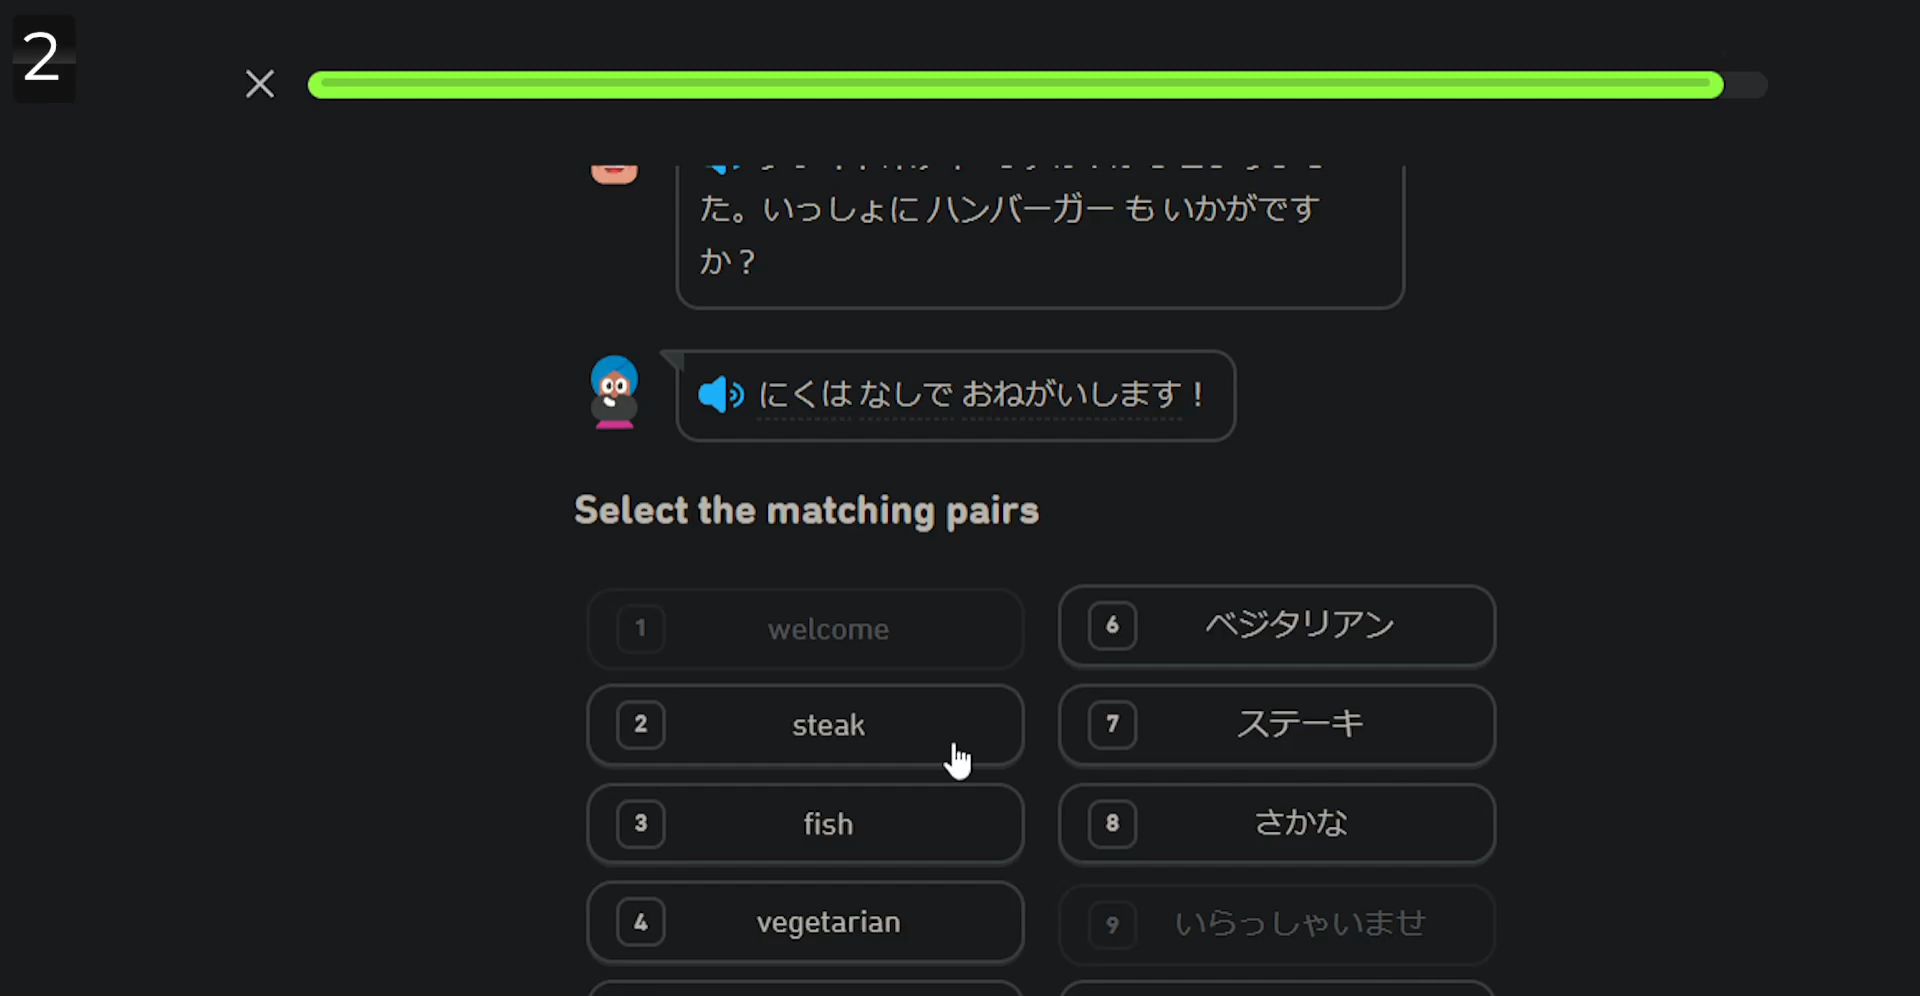 2
た。いっしょに ハンバーガー も いかがです
か？
にくは なしで おねがいします！
Select the matching pairs
1 welcome
6 ベジタリアン
2 steak
7 ステーキ
3 fish
8 さかな
4 vegetarian
9 いらっしゃいませ